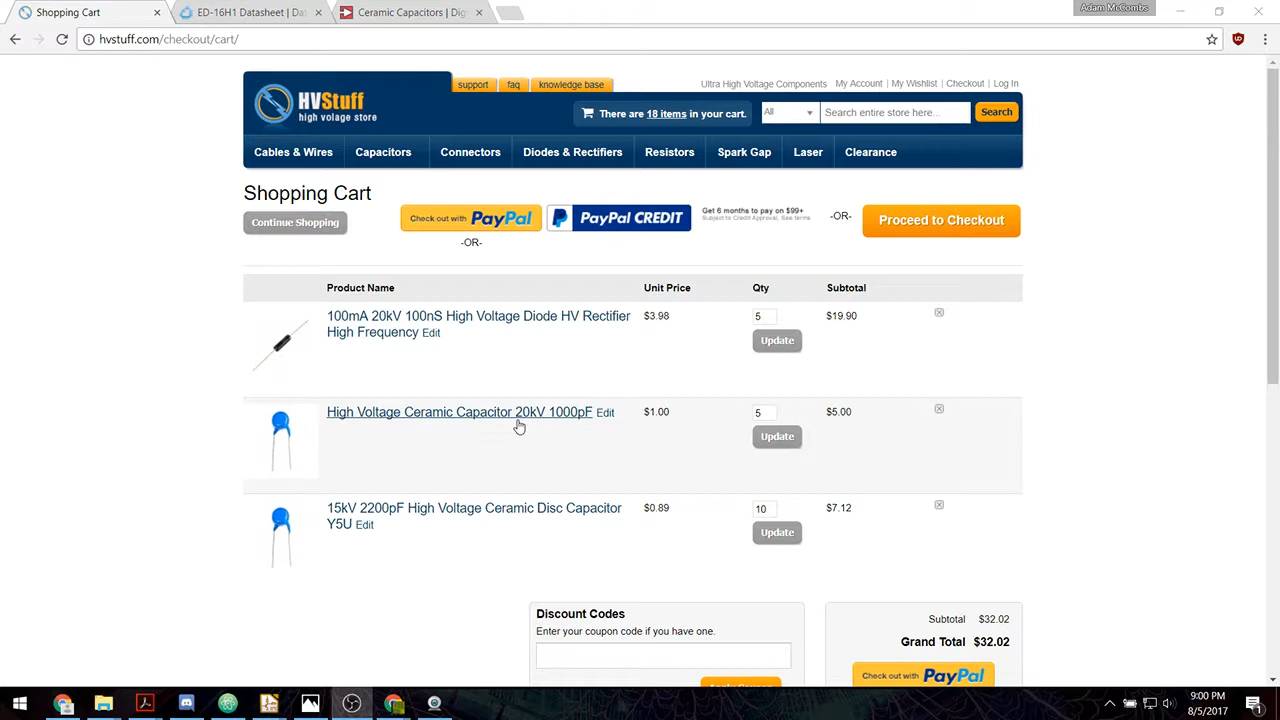 Shopping Cart
ED-16H1 Datasheet | Da
Ceramic Capacitors | Dig
Adam McCombs
hvstuff.com/checkout/cart/
support
faq
knowledge base
Ultra High Voltage Components
My Account
My Wishlist
Checkout
Log In
HVStuff
high volage store
There are 18 items in your cart.
All
Search entire store here...
Search
Cables & Wires
Capacitors
Connectors
Diodes & Rectifiers
Resistors
Spark Gap
Laser
Clearance
Shopping Cart
Continue Shopping
Check out with PayPal
PayPal CREDIT
Get 6 months to pay on $99+
Subject to Credit Approval, See terms
-OR-
Proceed to Checkout
-OR-
Product Name
Unit Price
Qty
Subtotal
100mA 20kV 100nS High Voltage Diode HV Rectifier
High Frequency Edit
$3.98
5
$19.90
Update
High Voltage Ceramic Capacitor 20kV 1000pF Edit
$1.00
5
$5.00
Update
15kV 2200pF High Voltage Ceramic Disc Capacitor
Y5U Edit
$0.89
10
$7.12
Update
Discount Codes
Enter your coupon code if you have one.
Subtotal $32.02
Grand Total $32.02
Check out with PayPal
9:00 PM
8/5/2017